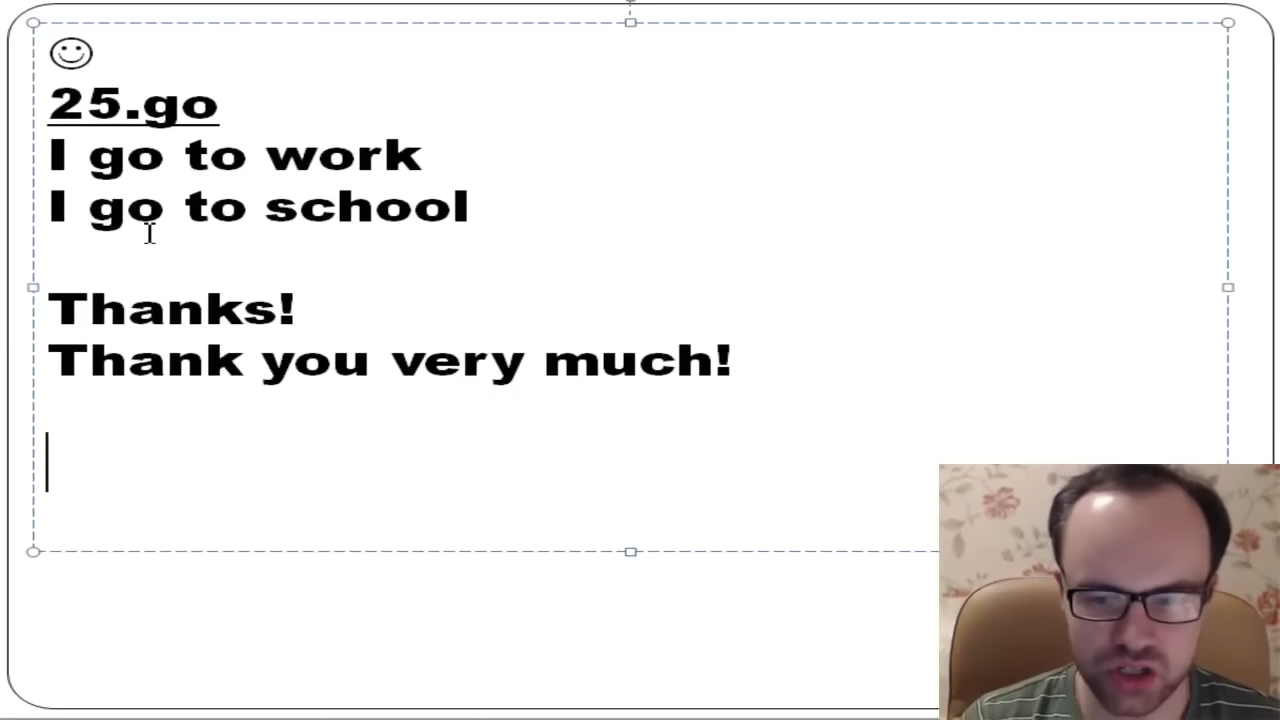 25.go
I go to work
I go to school
Thanks!
Thank you very much!